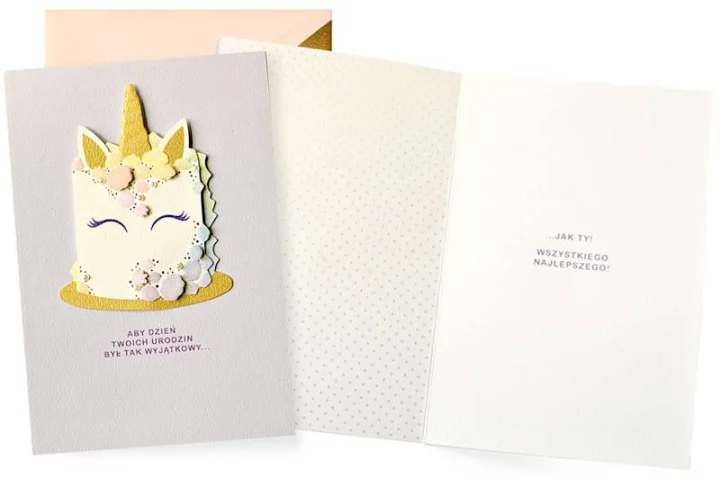 ABY DZIEŃ
TWOICH URODZIN
BYŁ TAK WYJĄTKOWY...
...JAK TY!
WSZYSTKIEGO
NAJLEPSZEGO!